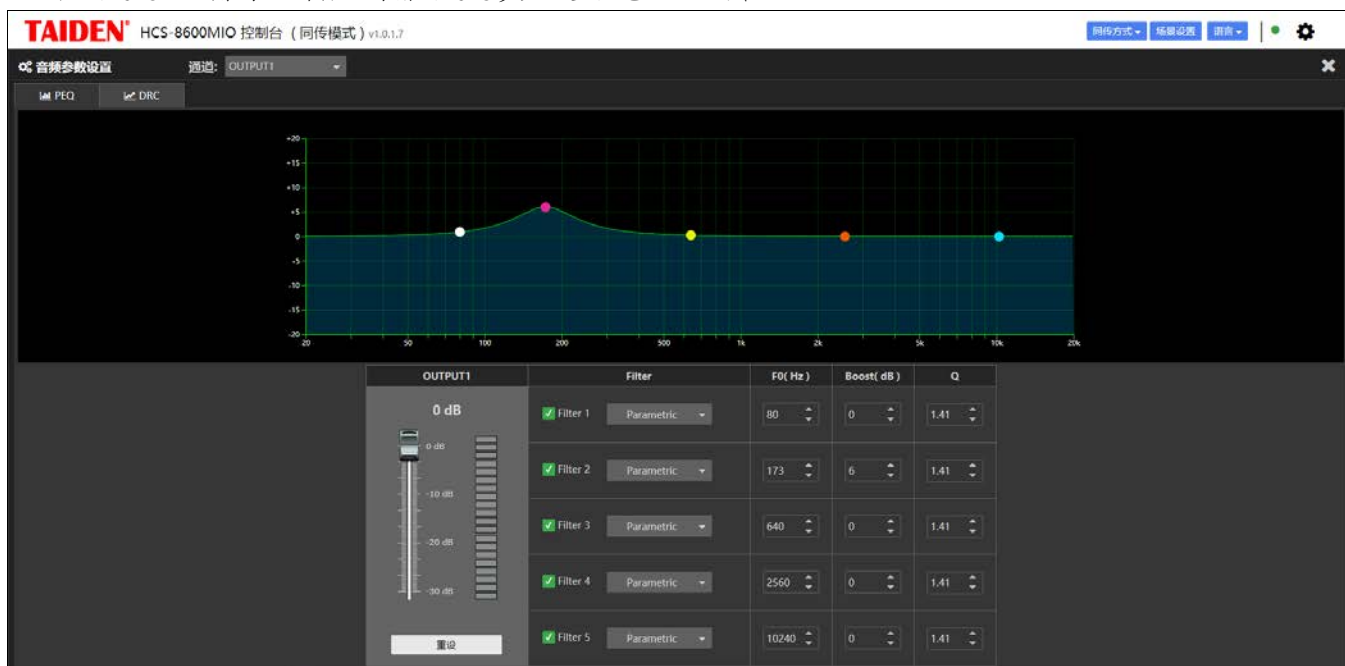 TAIDEN HCS-8600MIO 控制台 ( 同传模式 ) v1.0.1.7 同传方式 场景设置 语言
音频参数设置 通道: OUTPUT1
PEQ DRC
+20
+15
+10
+5
0
-5
-10
-15
-20
20 50 100 200 500 1k 2k 5k 10k 20k
OUTPUT1 Filter F0( Hz ) Boost( dB ) Q
0 dB
0 dB
-10 dB
-20 dB
-30 dB
重设
Filter 1 Parametric 80 0 1.41
Filter 2 Parametric 173 6 1.41
Filter 3 Parametric 640 0 1.41
Filter 4 Parametric 2560 0 1.41
Filter 5 Parametric 10240 0 1.41